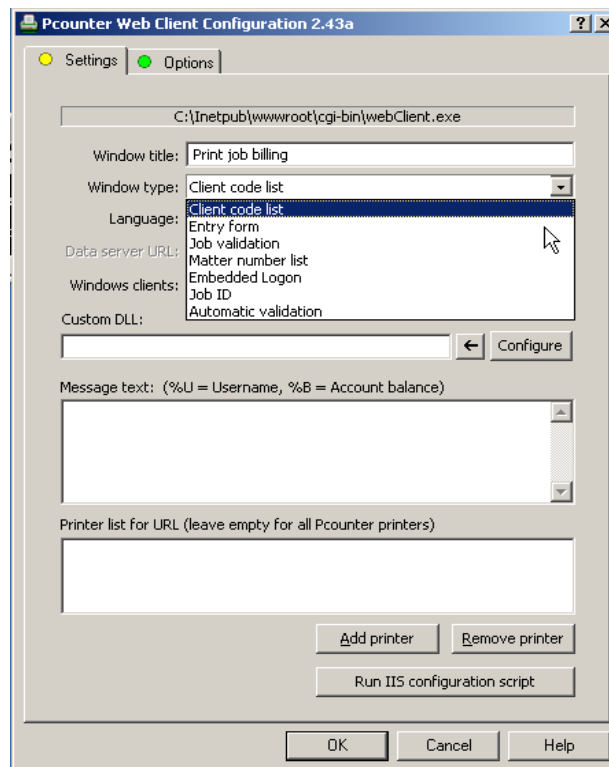 Pcounter Web Client Configuration 2.43a
Settings
Options
C:\Inetpub\wwwroot\cgi-bin\webClient.exe
Window title: Print job billing
Window type: Client code list
Client code list
Language:
Entry form
Job validation
Data server URL:
Matter number list
Embedded Logon
Windows clients:
Job ID
Automatic validation
Custom DLL:
Configure
Message text: (%U = Username, %B = Account balance)
Printer list for URL (leave empty for all Pcounter printers)
Add printer Remove printer
Run IIS configuration script
OK Cancel Help